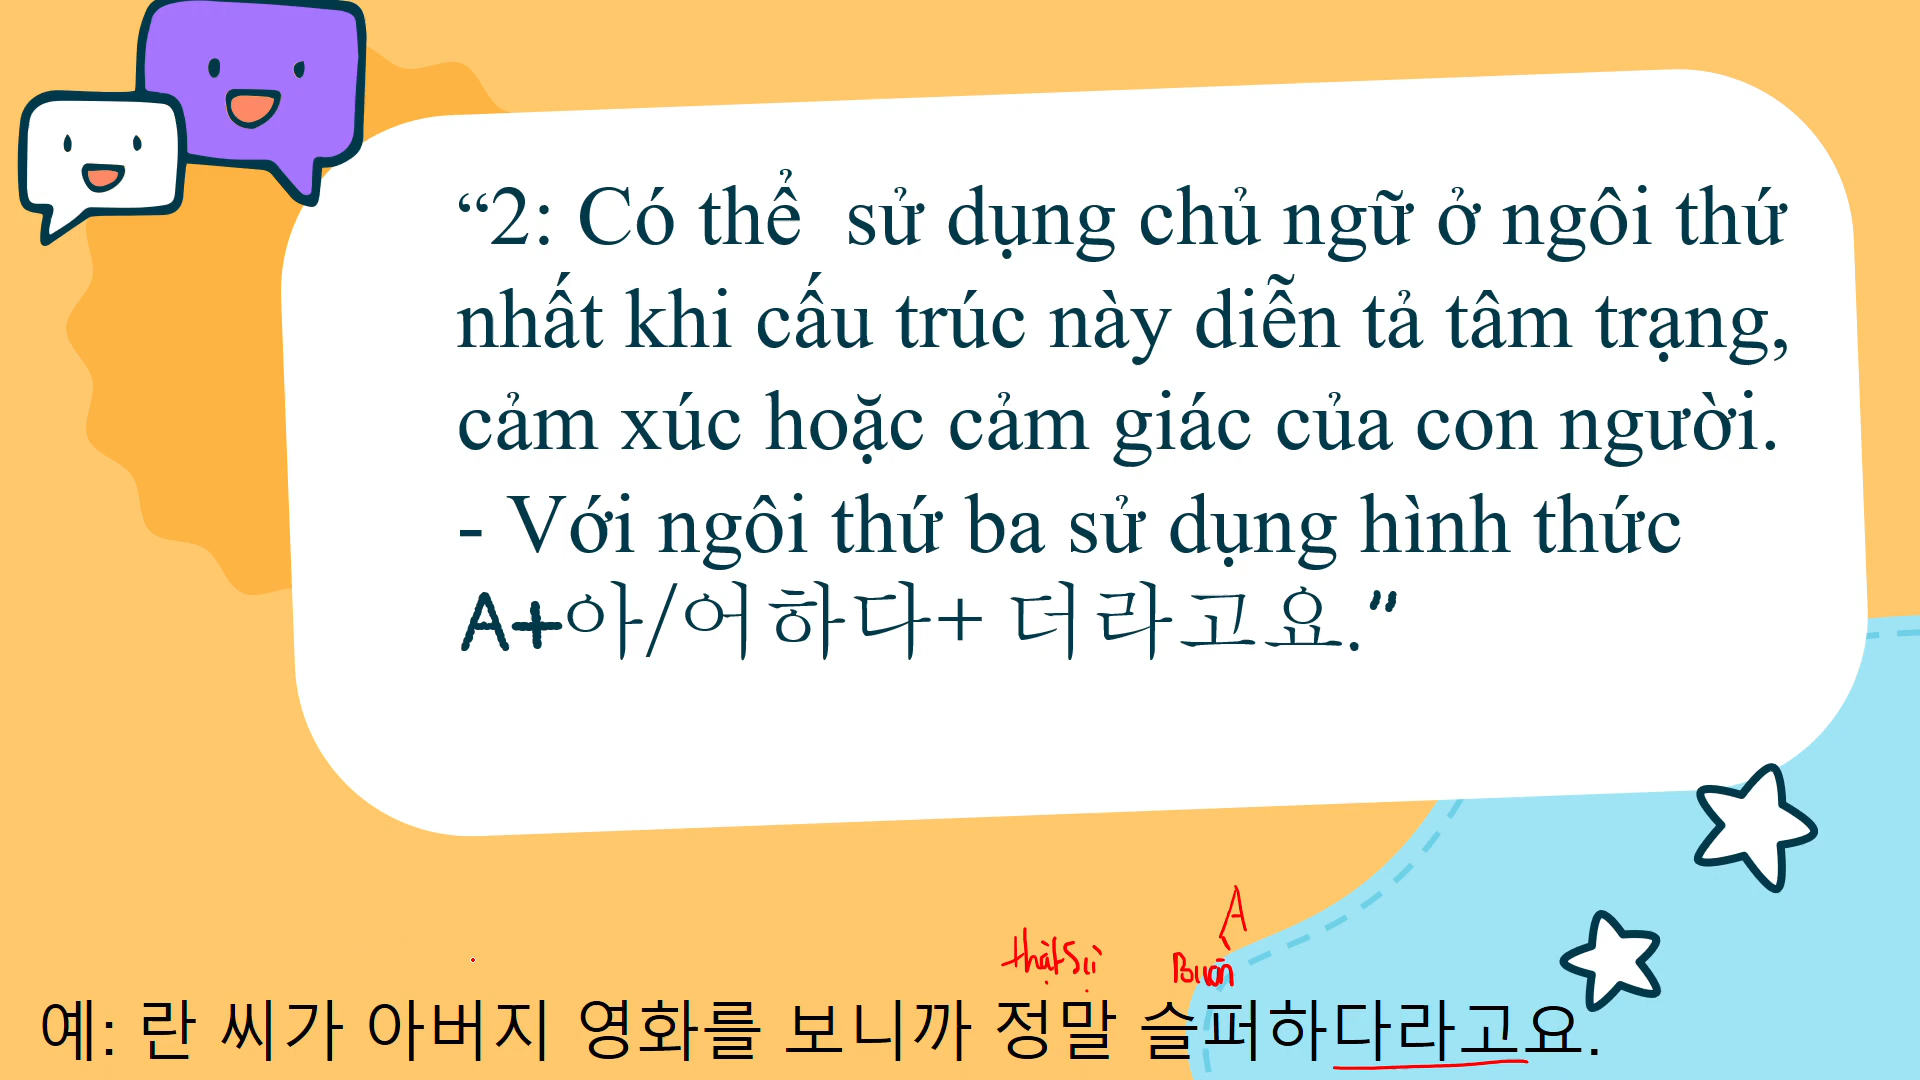 “2: Có thể sử dụng chủ ngữ ở ngôi thứ
nhất khi cấu trúc này diễn tả tâm trạng,
cảm xúc hoặc cảm giác của con người.
- Với ngôi thứ ba sử dụng hình thức
A+아/어하다+ 더라고요.”
A
thật sự Buồn
예: 란 씨가 아버지 영화를 보니까 정말 슬퍼하다라고요.